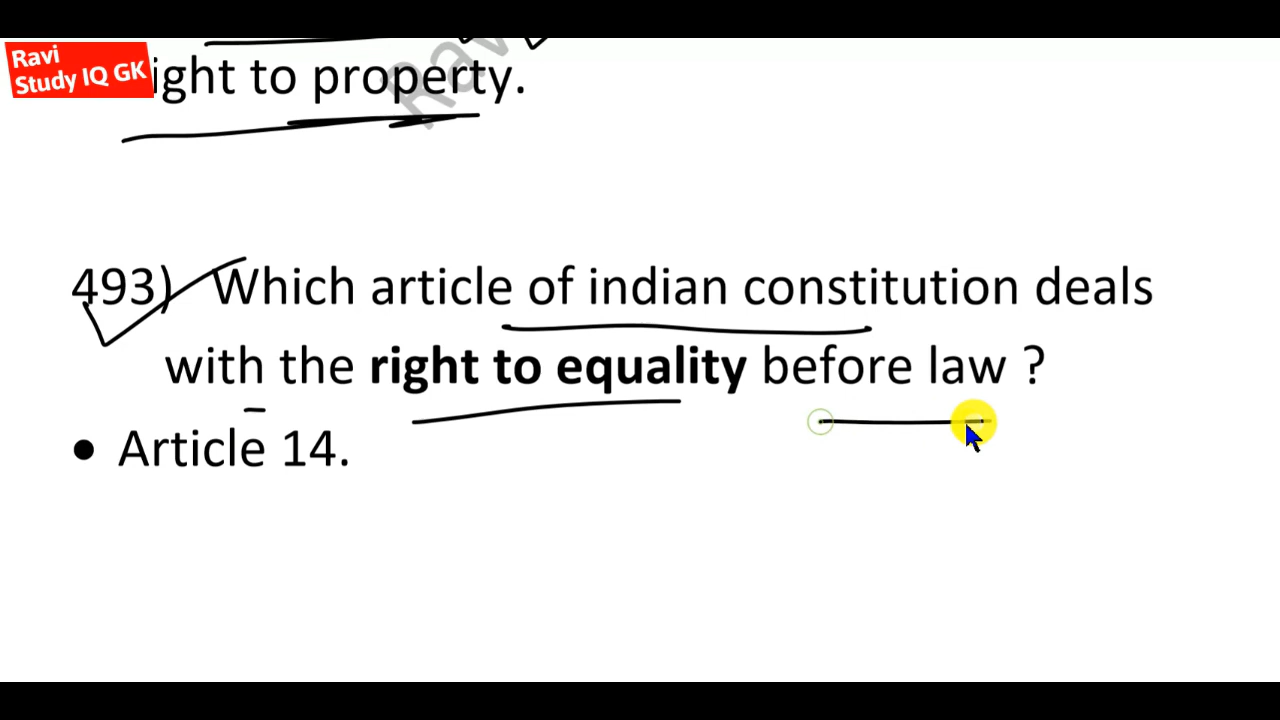 Ravi
Study IQ GK
ight to property.
Rav
493) Which article of indian constitution deals
with the right to equality before law ?
• Article 14.